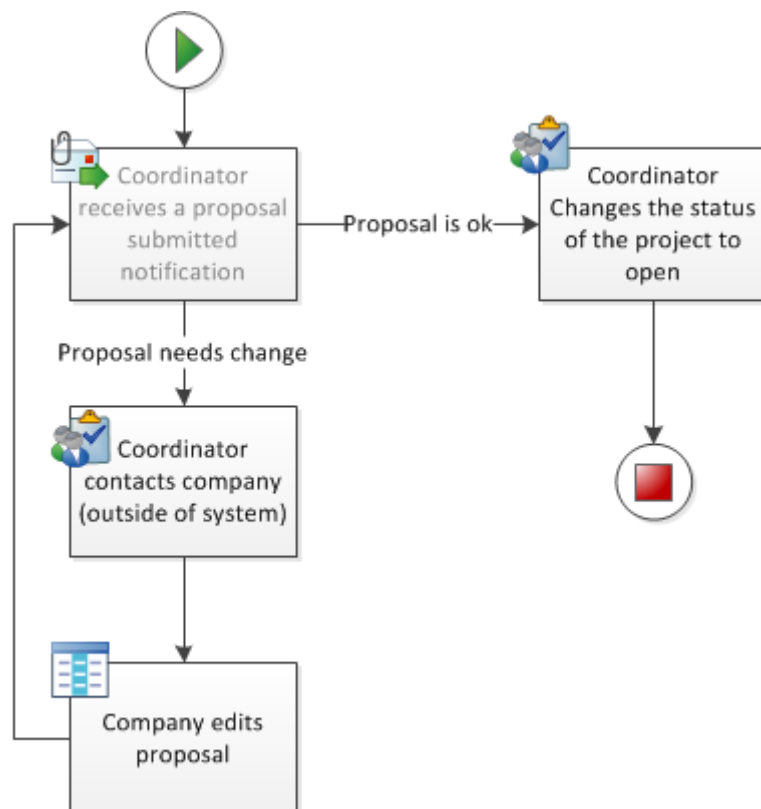 Coordinator
receives a proposal
submitted
notification
Proposal is ok
Coordinator
Changes the status
of the project to
open
Proposal needs change
Coordinator
contacts company
(outside of system)
Company edits
proposal